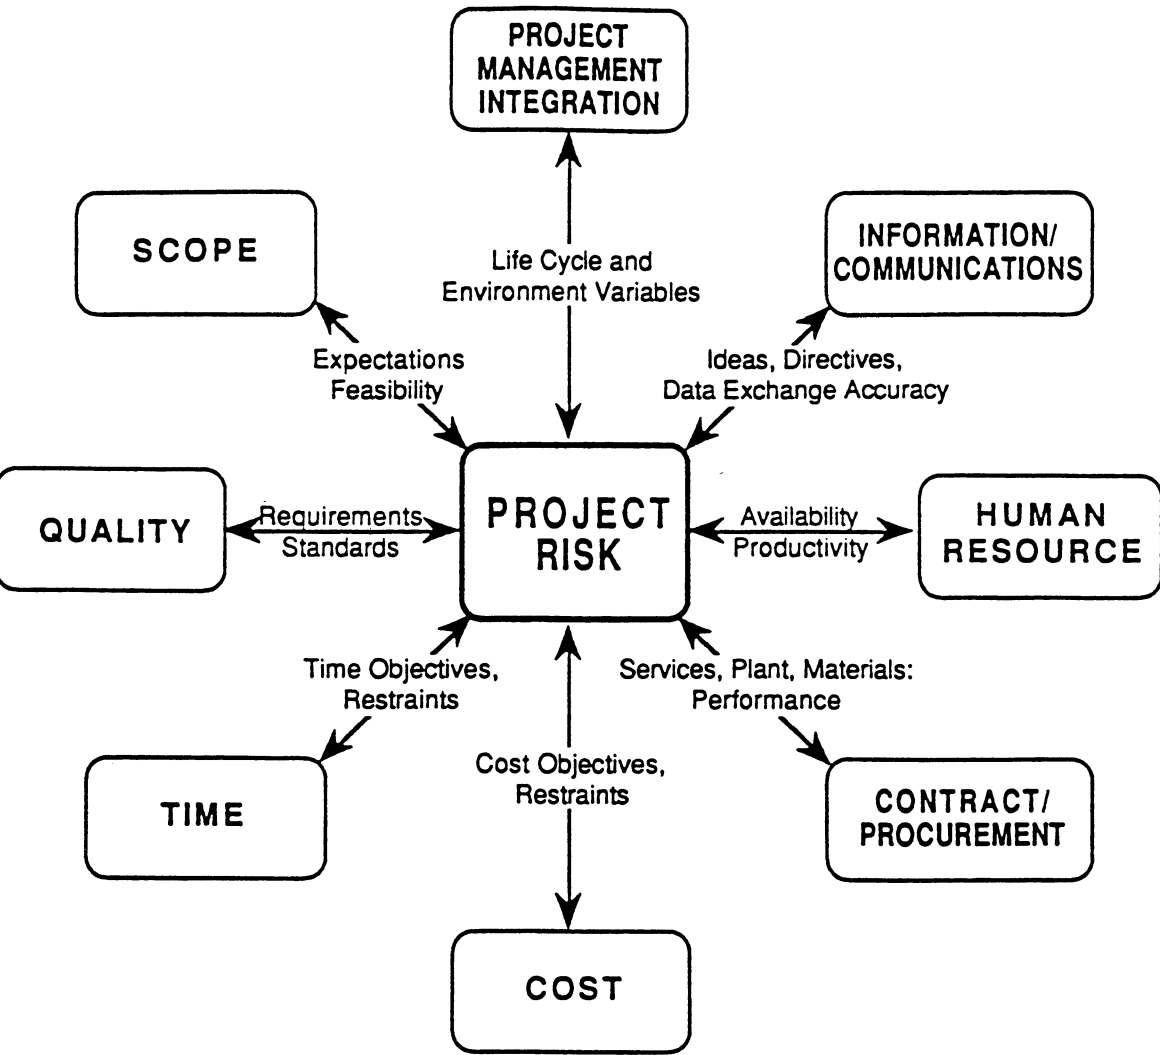 PROJECT
MANAGEMENT
INTEGRATION
SCOPE
INFORMATION/
COMMUNICATIONS
Life Cycle and
Environment Variables
Expectations
Feasibility
Ideas, Directives,
Data Exchange Accuracy
QUALITY
Requirements
Standards
PROJECT
RISK
Availability
Productivity
HUMAN
RESOURCE
Time Objectives,
Restraints
Services, Plant, Materials:
Performance
Cost Objectives,
Restraints
TIME
CONTRACT/
PROCUREMENT
COST